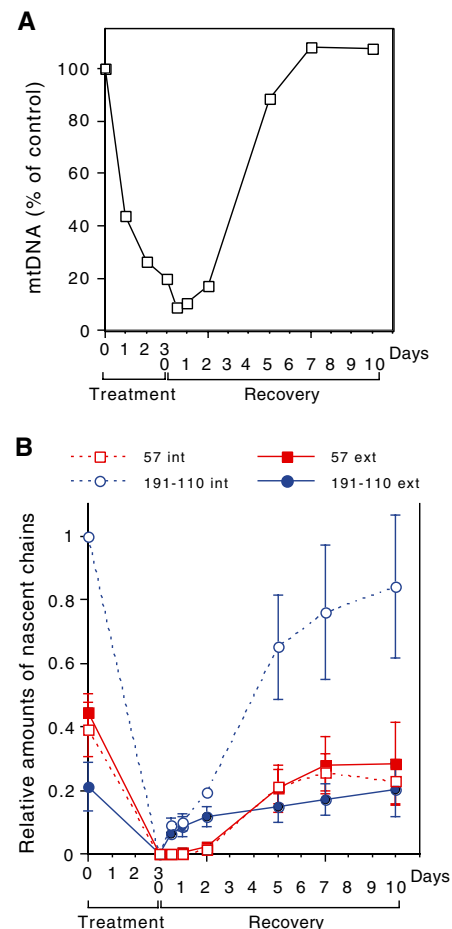 A
mtDNA (% of control)
100
80
60
40
20
0
0 1 2 3
0 1 2 3 4 5 6 7 8 9 10 Days
Treatment Recovery
B
57 int 57 ext
191-110 int 191-110 ext
Relative amounts of nascent chains
1
0.8
0.6
0.4
0.2
0
0 1 2 3
0 1 2 3 4 5 6 7 8 9 10 Days
Treatment Recovery